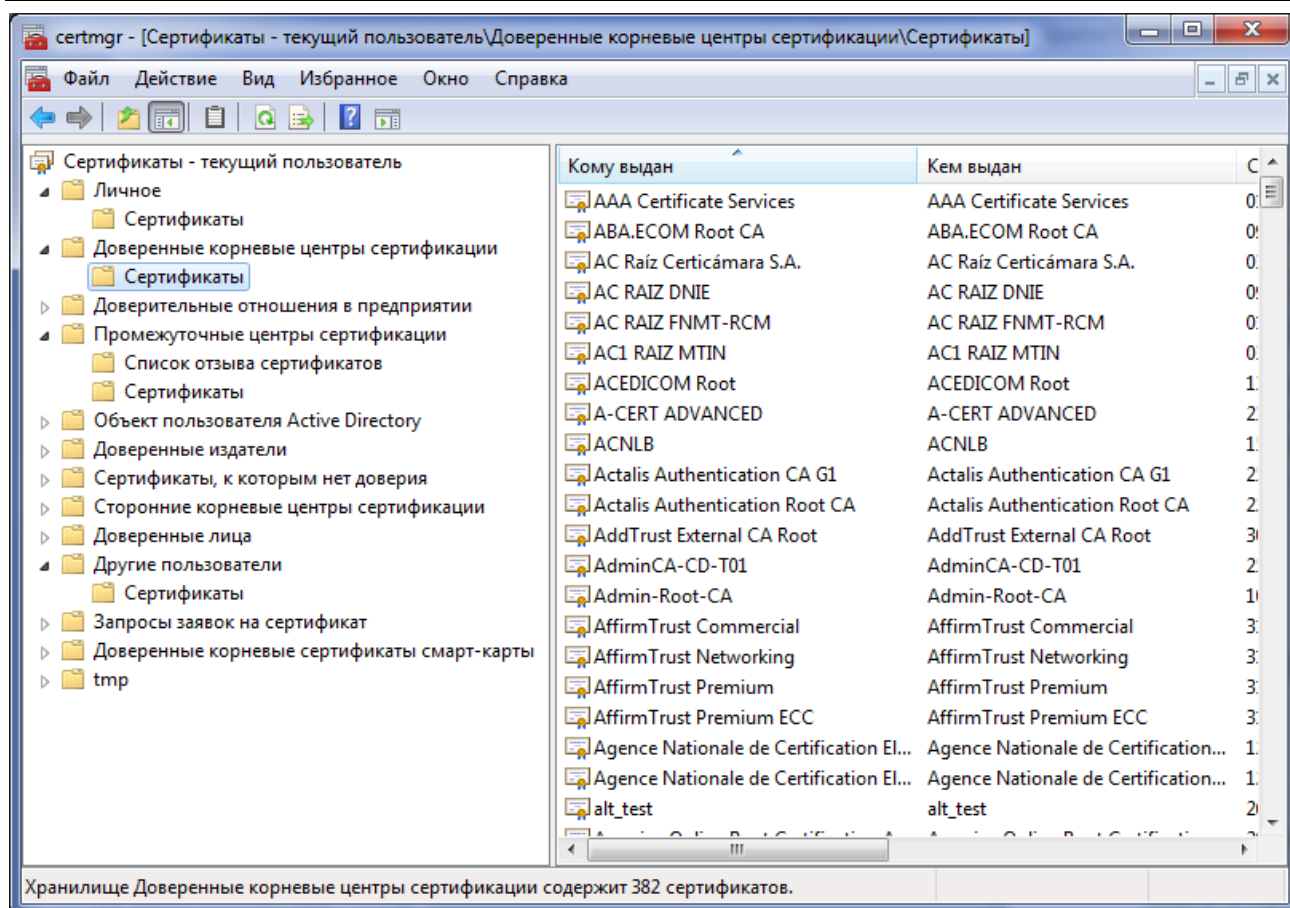 certmgr - [Сертификаты - текущий пользователь\Доверенные корневые центры сертификации\Сертификаты]
Файл Действие Вид Избранное Окно Справка
Сертификаты - текущий пользователь
Личное
Сертификаты
Доверенные корневые центры сертификации
Сертификаты
Доверительные отношения в предприятии
Промежуточные центры сертификации
Список отзыва сертификатов
Сертификаты
Объект пользователя Active Directory
Доверенные издатели
Сертификаты, к которым нет доверия
Сторонние корневые центры сертификации
Доверенные лица
Другие пользователи
Сертификаты
Запросы заявок на сертификат
Доверенные корневые сертификаты смарт-карты
tmp
Кому выдан Кем выдан С
AAA Certificate Services AAA Certificate Services
ABA.ECOM Root CA ABA.ECOM Root CA
AC Raíz Certicámara S.A. AC Raíz Certicámara S.A.
AC RAIZ DNIE AC RAIZ DNIE
AC RAIZ FNMT-RCM AC RAIZ FNMT-RCM
AC1 RAIZ MTIN AC1 RAIZ MTIN
ACEDICOM Root ACEDICOM Root
A-CERT ADVANCED A-CERT ADVANCED
ACNLB ACNLB
Actalis Authentication CA G1 Actalis Authentication CA G1
Actalis Authentication Root CA Actalis Authentication Root CA
AddTrust External CA Root AddTrust External CA Root
AdminCA-CD-T01 AdminCA-CD-T01
Admin-Root-CA Admin-Root-CA
AffirmTrust Commercial AffirmTrust Commercial
AffirmTrust Networking AffirmTrust Networking
AffirmTrust Premium AffirmTrust Premium
AffirmTrust Premium ECC AffirmTrust Premium ECC
Agence Nationale de Certification El... Agence Nationale de Certification...
Agence Nationale de Certification El... Agence Nationale de Certification...
alt_test alt_test
Хранилище Доверенные корневые центры сертификации содержит 382 сертификатов.